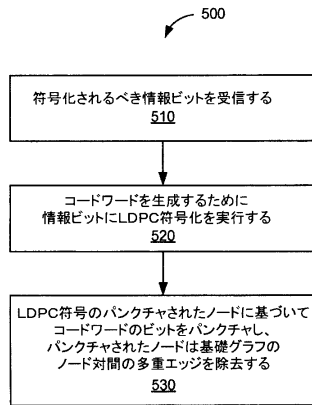 500
符号化されるべき情報ビットを受信する
510
コードワードを生成するために
情報ビットにLDPC符号化を実行する
520
LDPC符号のパンクチャされたノードに基づいて
コードワードのビットをパンクチャし、
パンクチャされたノードは基礎グラフの
ノード対間の多重エッジを除去する
530